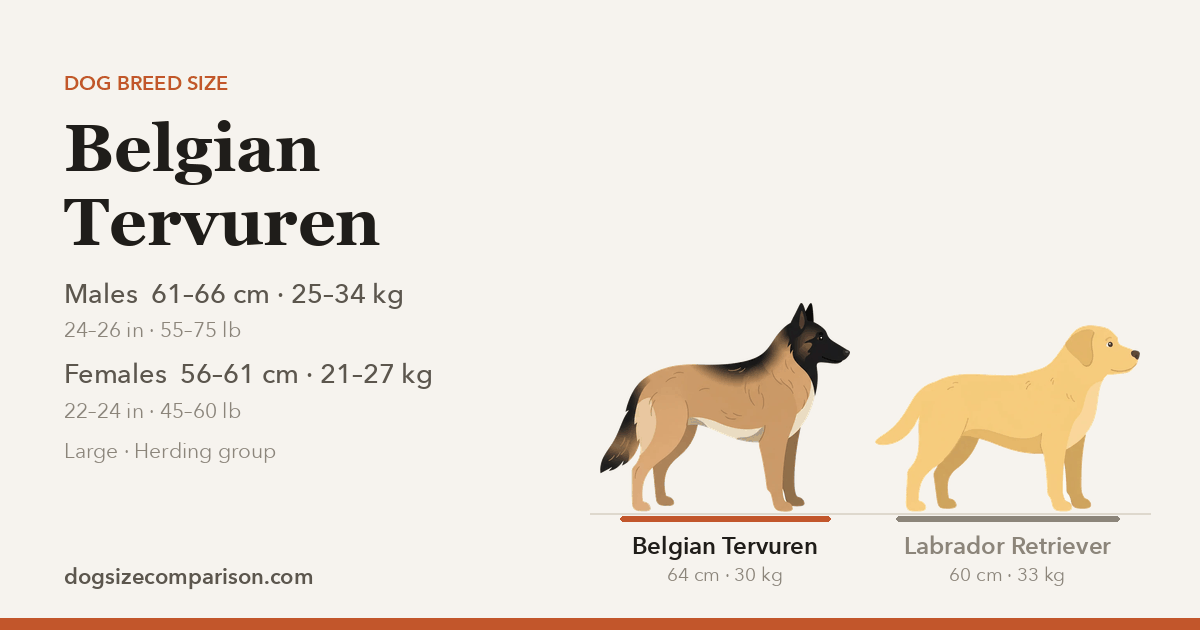 DOG BREED SIZE
Belgian
Tervuren
Males 61–66 cm · 25–34 kg
24–26 in · 55–75 lb
Females 56–61 cm · 21–27 kg
22–24 in · 45–60 lb
Large · Herding group
dogsizecomparison.com
Belgian Tervuren
64 cm · 30 kg
Labrador Retriever
60 cm · 33 kg